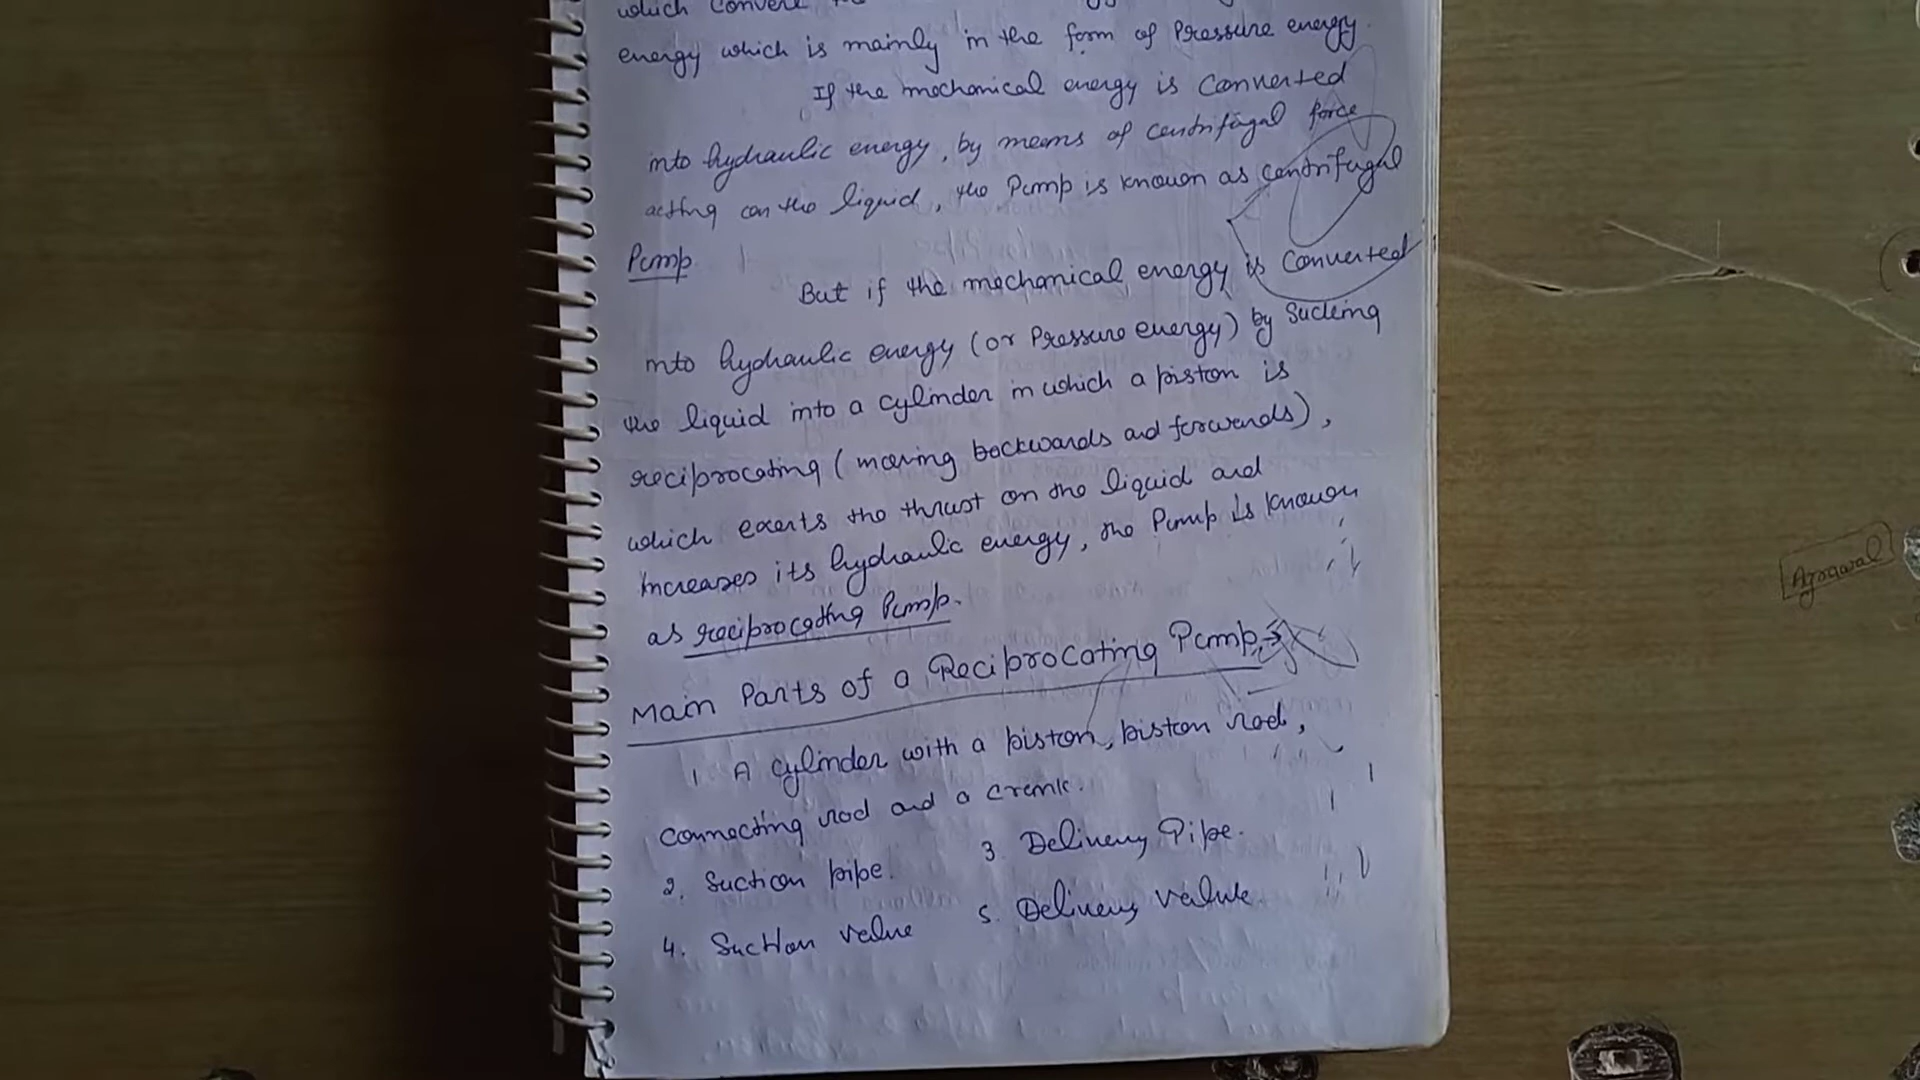 which convert
energy which is mainly in the form of Pressure energy.
If the mechanical energy is Converted
into hydraulic energy, by means of centrifugal force
acting on the liquid, the Pump is known as centrifugal
Pump.
But if the mechanical energy is Converted
into hydraulic energy (or Pressure energy) by sucking
the liquid into a cylinder in which a piston is
reciprocating (moving backwards and forwards),
which exerts the thrust on the liquid and
increases its hydraulic energy, the Pump is known
as reciprocating Pump.
Main Parts of a Reciprocating Pump:
1. A cylinder with a piston, piston rod,
connecting rod and a crank.
2. Suction pipe. 3. Delivery Pipe.
4. Suction valve 5. Delivery valve
Agrawal